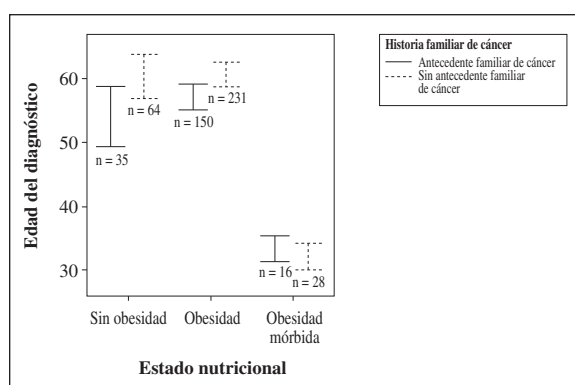 Historia familiar de cáncer
Antecedente familiar de cáncer
Sin antecedente familiar
de cáncer
Edad del diagnóstico
60
50
40
30
n = 35
n = 64
n = 150
n = 231
n = 16
n = 28
Sin obesidad
Obesidad
Obesidad
mórbida
Estado nutricional